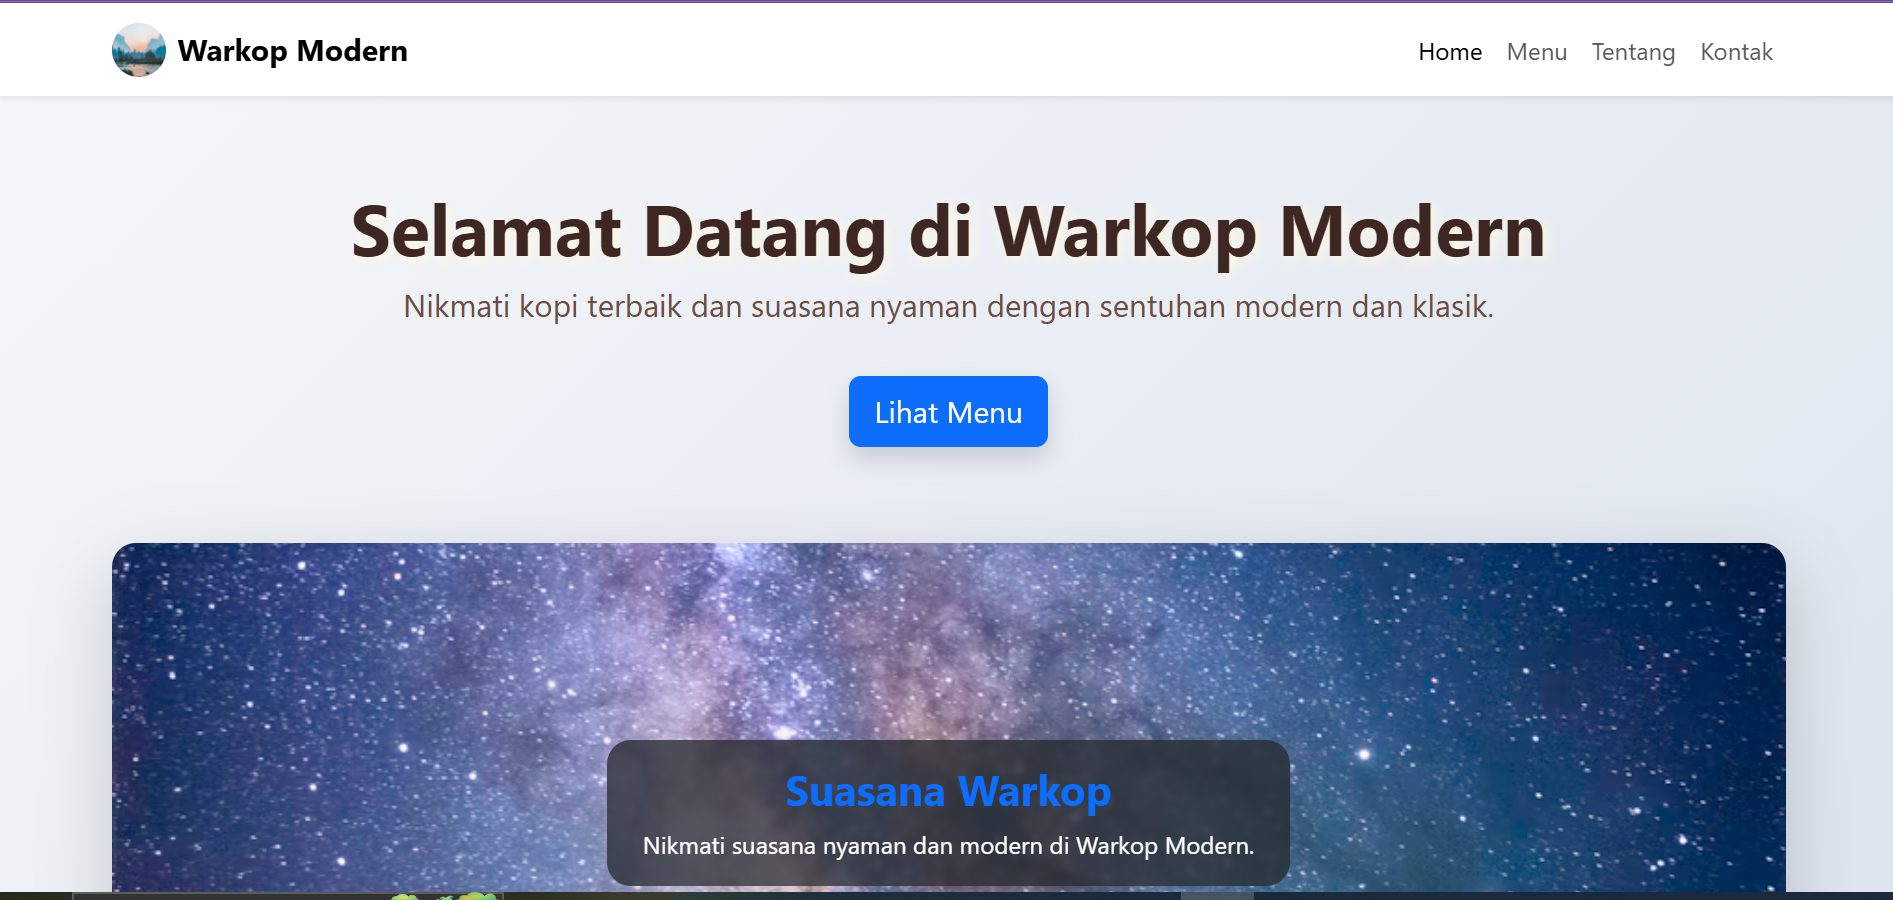 Warkop Modern
Home Menu Tentang Kontak
Selamat Datang di Warkop Modern
Nikmati kopi terbaik dan suasana nyaman dengan sentuhan modern dan klasik.
Lihat Menu
Suasana Warkop
Nikmati suasana nyaman dan modern di Warkop Modern.